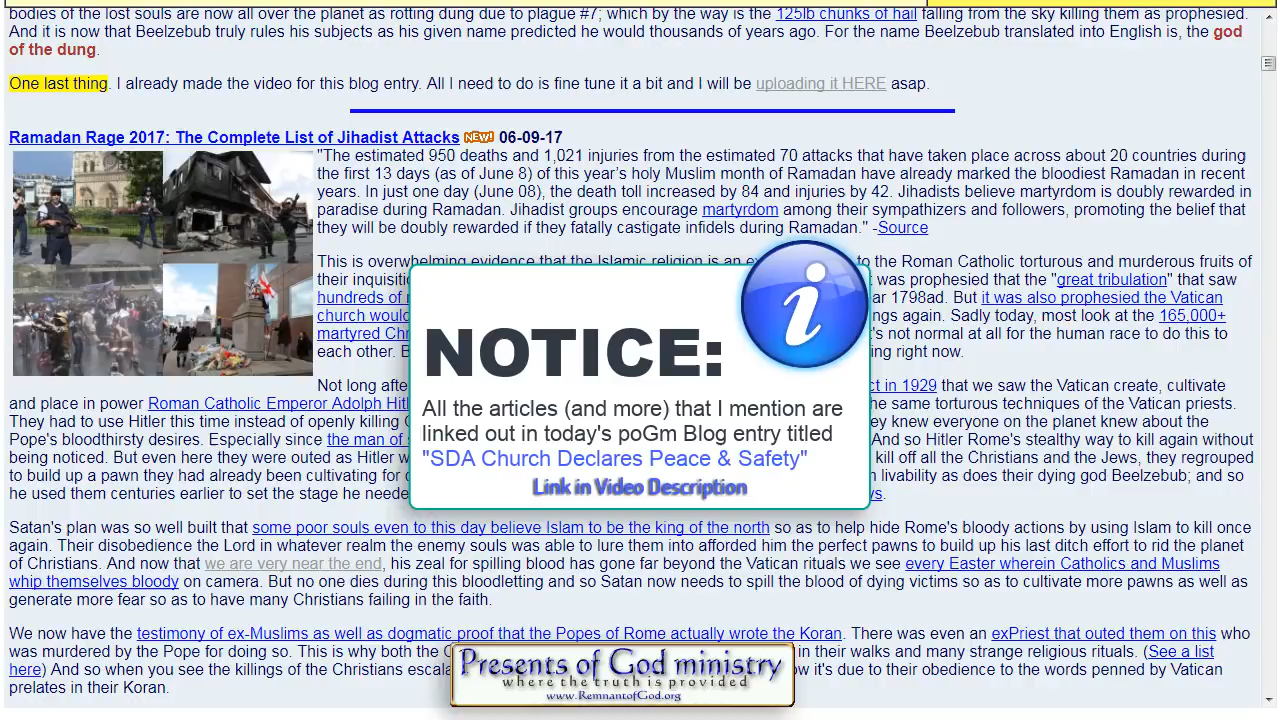 bodies of the lost souls are now all over the planet as rotting dung due to plague #7; which by the way is the 125lb chunks of hail falling from the sky killing them as prophesied.
And it is now that Beelzebub truly rules his subjects as his given name predicted he would thousands of years ago. For the name Beelzebub translated into English is, the god
of the dung.
One last thing. I already made the video for this blog entry. All I need to do is fine tune it a bit and I will be uploading it HERE asap.
Ramadan Rage 2017: The Complete List of Jihadist Attacks NEW! 06-09-17
"The estimated 950 deaths and 1,021 injuries from the estimated 70 attacks that have taken place across about 20 countries during
the first 13 days (as of June 8) of this year's holy Muslim month of Ramadan have already marked the bloodiest Ramadan in recent
years. In just one day (June 08), the death toll increased by 84 and injuries by 42. Jihadists believe martyrdom is doubly rewarded in
paradise during Ramadan. Jihadist groups encourage martyrdom among their sympathizers and followers, promoting the belief that
they will be doubly rewarded if they fatally castigate infidels during Ramadan." -Source
This is overwhelming evidence that the Islamic religion is an to the Roman Catholic torturous and murderous fruits of
their inquisiti was prophesied that the "great tribulation" that saw
hundreds of ar 1798ad. But it was also prophesied the Vatican
church would ngs again. Sadly today, most look at the 165,000+
martyred Chr 's not normal at all for the human race to do this to
each other. B ing right now.
Not long afte ct in 1929 that we saw the Vatican create, cultivate
and place in power Roman Catholic Emperor Adolph Hitl he same torturous techniques of the Vatican priests.
They had to use Hitler this time instead of openly killing ey knew everyone on the planet knew about the
Pope's bloodthirsty desires. Especially since the man of And so Hitler Rome's stealthy way to kill again without
being noticed. But even here they were outed as Hitler w kill off all the Christians and the Jews, they regrouped
to build up a pawn they had already been cultivating for livability as does their dying god Beelzebub; and so
he used them centuries earlier to set the stage he neede s.
NOTICE:
All the articles (and more) that I mention are
linked out in today's poGm Blog entry titled
"SDA Church Declares Peace & Safety"
Link in Video Description
Satan's plan was so well built that some poor souls even to this day believe Islam to be the king of the north so as to help hide Rome's bloody actions by using Islam to kill once
again. Their disobedience the Lord in whatever realm the enemy souls was able to lure them into afforded him the perfect pawns to build up his last ditch effort to rid the planet
of Christians. And now that we are very near the end, his zeal for spilling blood has gone far beyond the Vatican rituals we see every Easter wherein Catholics and Muslims
whip themselves bloody on camera. But no one dies during this bloodletting and so Satan now needs to spill the blood of dying victims so as to cultivate more pawns as well as
generate more fear so as to have many Christians failing in the faith.
We now have the testimony of ex-Muslims as well as dogmatic proof that the Popes of Rome actually wrote the Koran. There was even an exPriest that outed them on this who
was murdered by the Pope for doing so. This is why both the in their walks and many strange religious rituals. (See a list
here) And so when you see the killings of the Christians escal w it's due to their obedience to the words penned by Vatican
prelates in their Koran.
Presents of God ministry
where the truth is provided
www.RemnantofGod.org